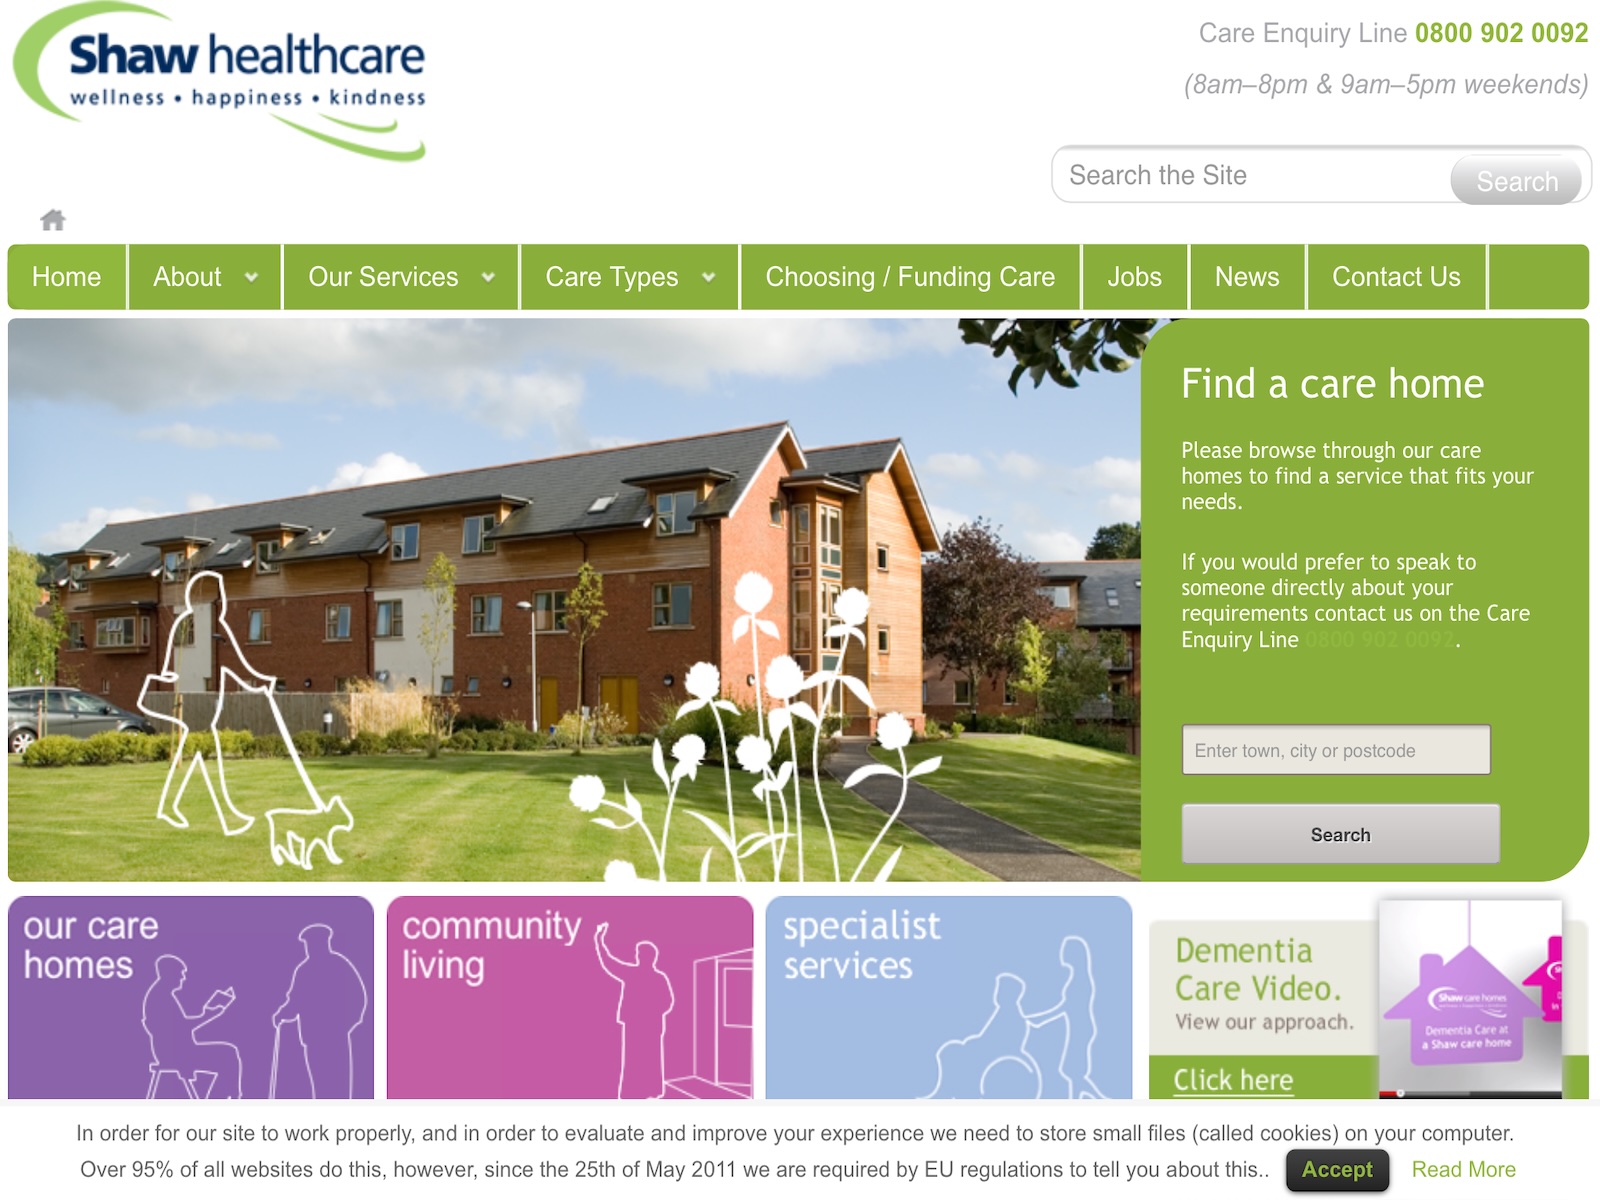 Shaw healthcare
wellness • happiness • kindness
Care Enquiry Line 0800 902 0092
(8am–8pm & 9am–5pm weekends)
Search the Site
Search
Home
About
Our Services
Care Types
Choosing / Funding Care
Jobs
News
Contact Us
Find a care home
Please browse through our care
homes to find a service that fits your
needs.
If you would prefer to speak to
someone directly about your
requirements contact us on the Care
Enquiry Line 0800 902 0092.
Enter town, city or postcode
Search
our care
homes
community
living
specialist
services
Dementia
Care Video.
View our approach.
Click here
Shaw care homes
Dementia Care at
a Shaw care home
In order for our site to work properly, and in order to evaluate and improve your experience we need to store small files (called cookies) on your computer.
Over 95% of all websites do this, however, since the 25th of May 2011 we are required by EU regulations to tell you about this..
Accept
Read More